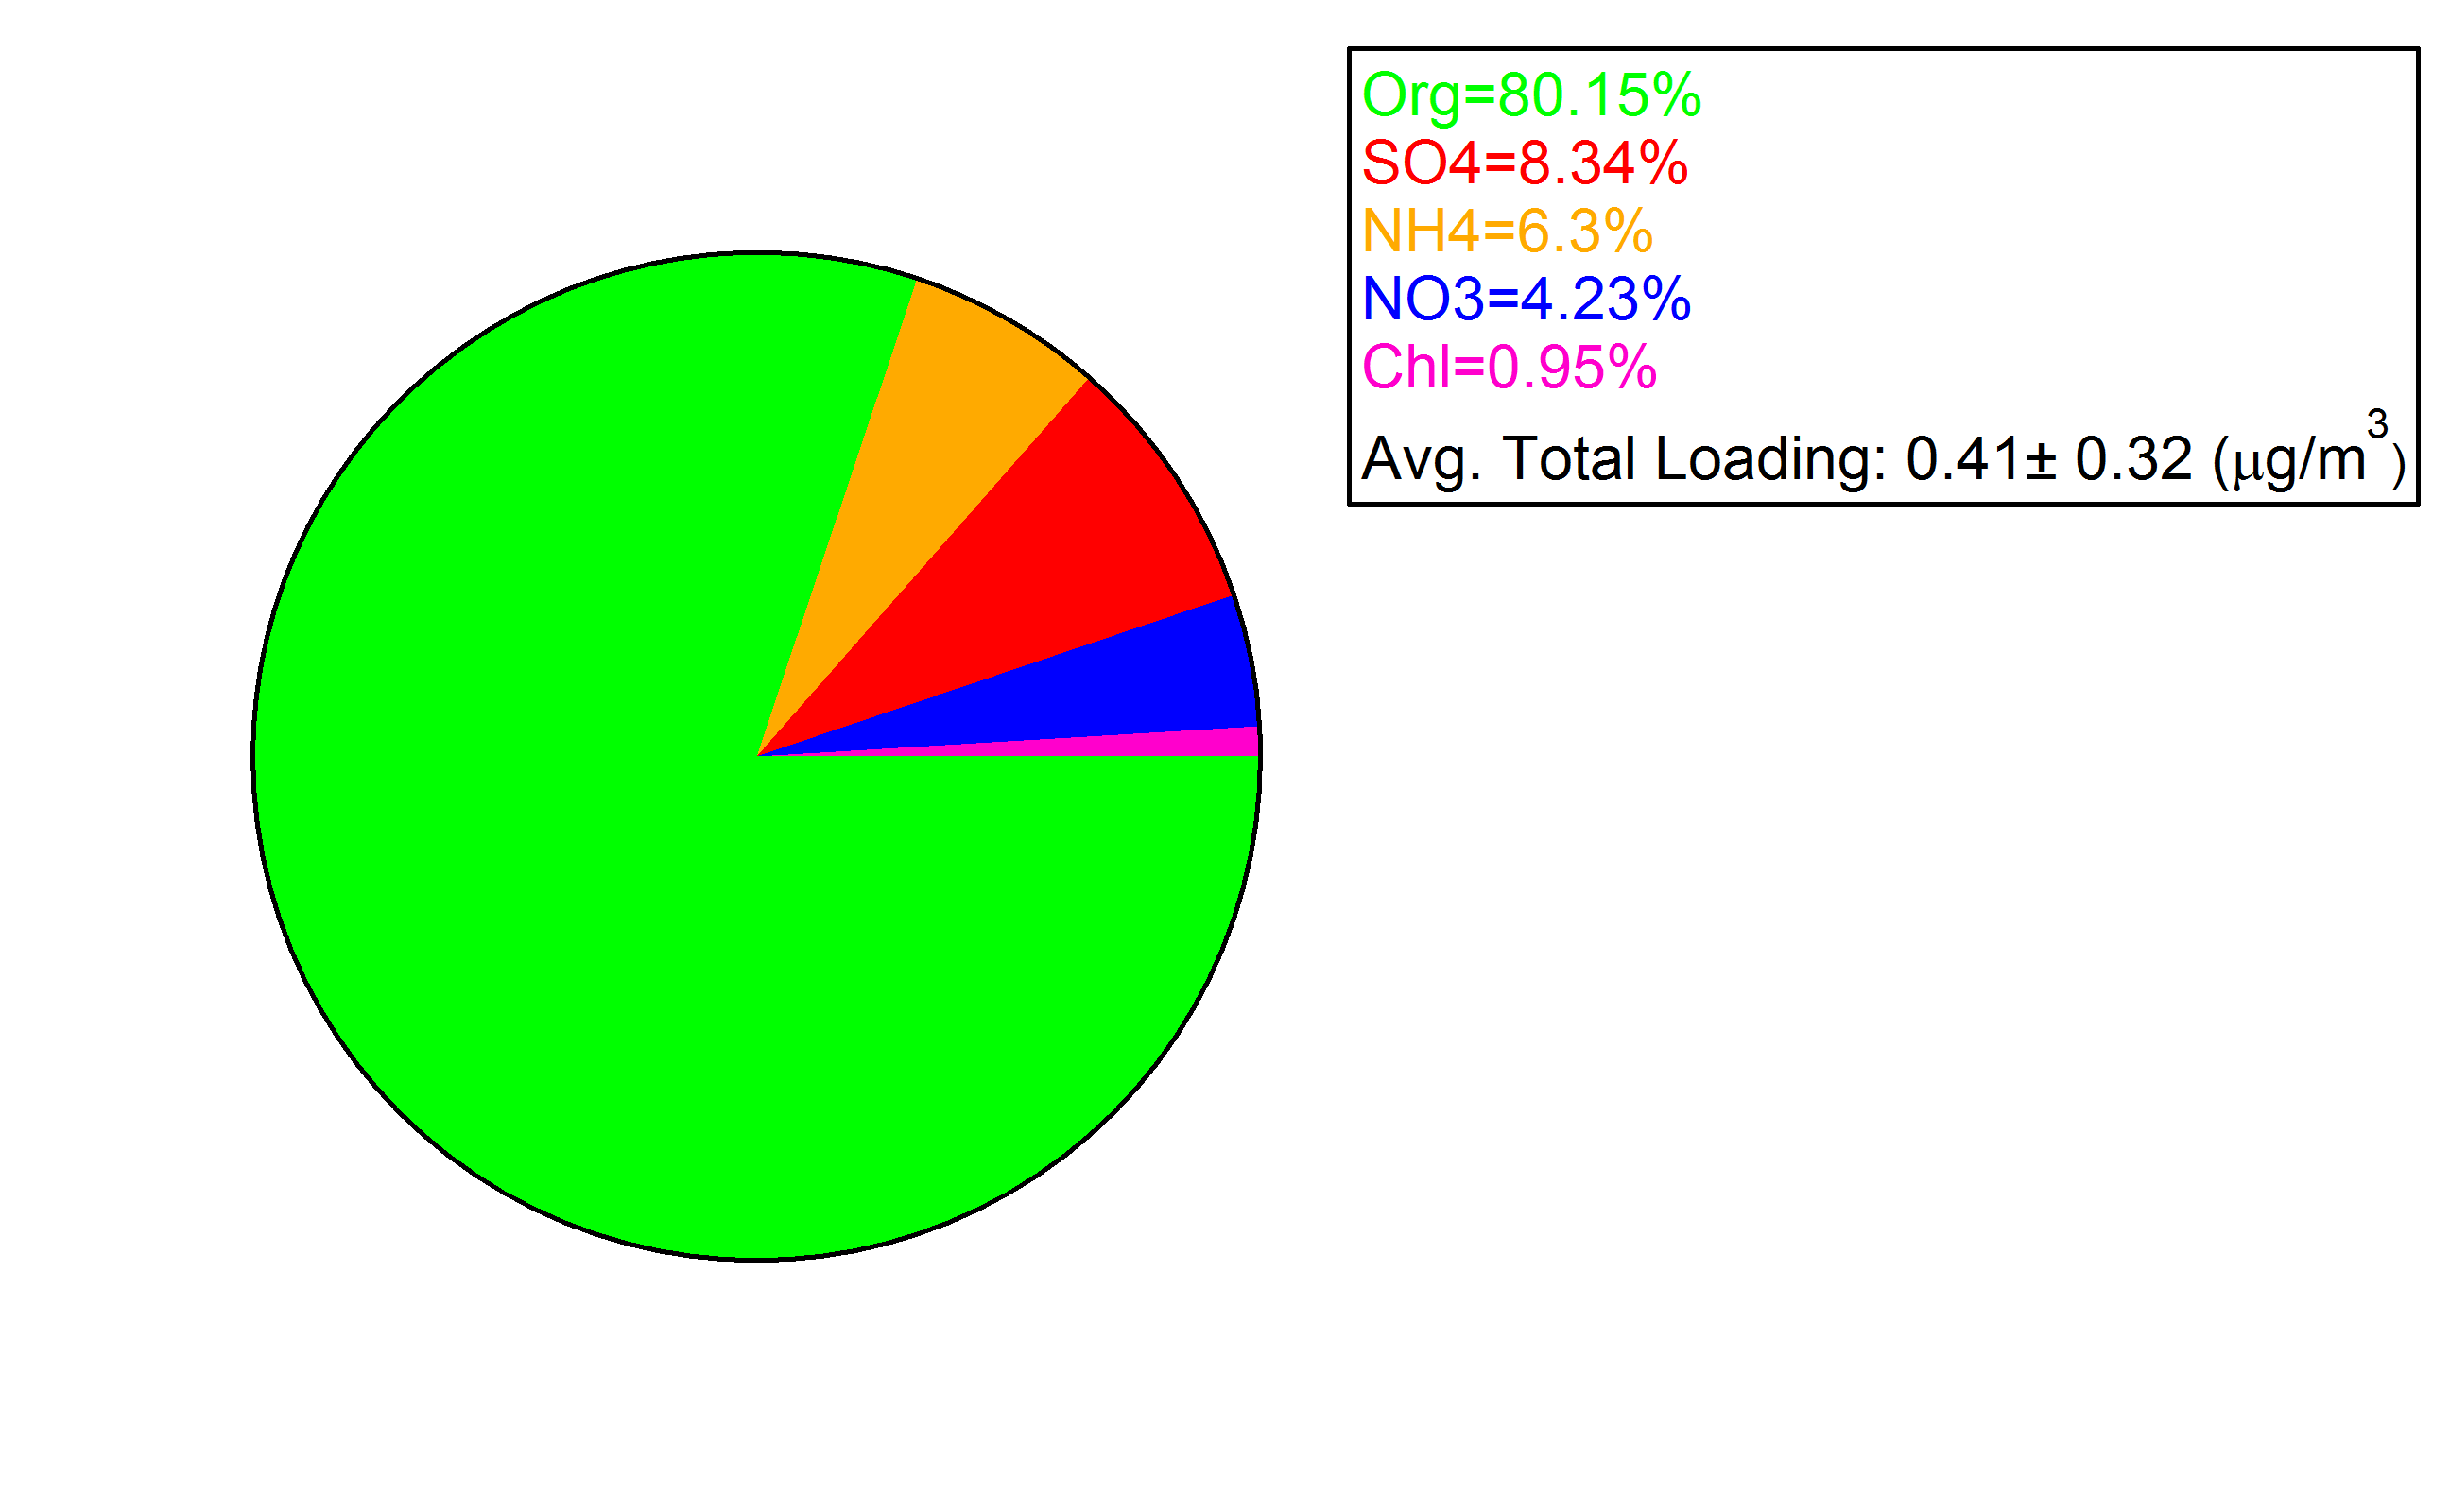 Org=80.15%
SO4=8.34%
NH4=6.3%
NO3=4.23%
Chl=0.95%
Avg. Total Loading: 0.41± 0.32 (μg/m³)